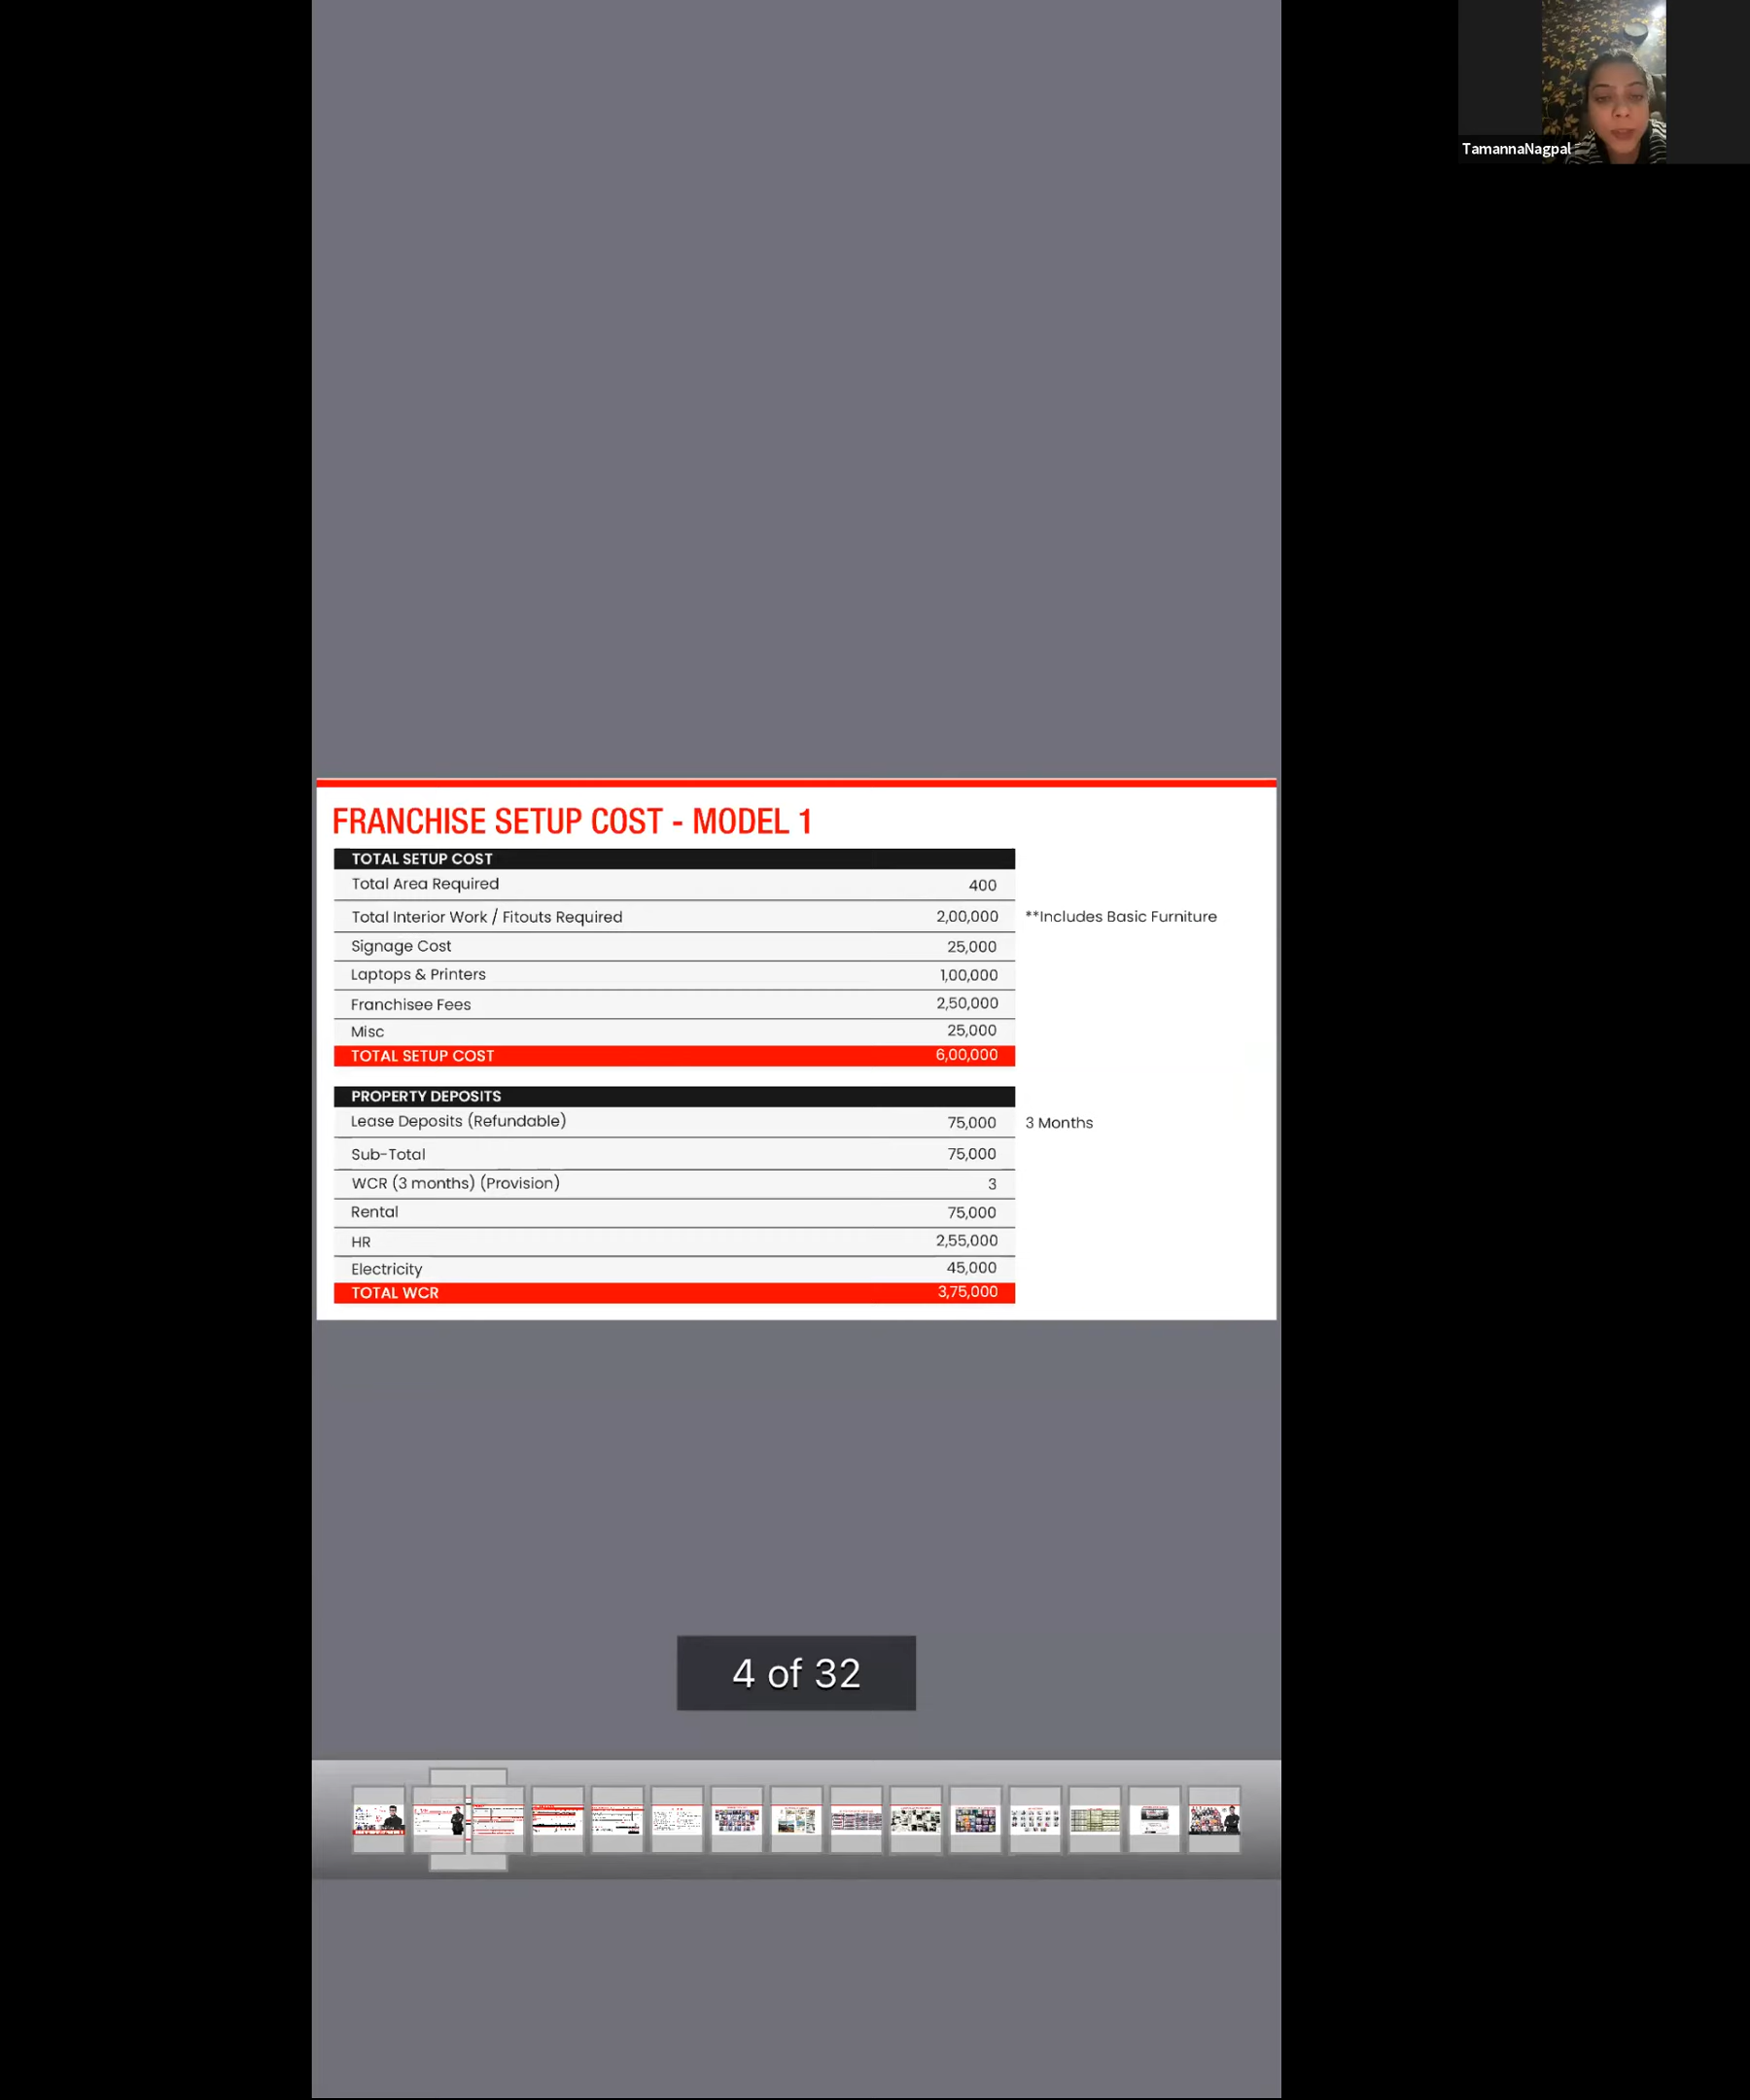 TamannaNagpal
FRANCHISE SETUP COST - MODEL 1
TOTAL SETUP COST
Total Area Required 400
Total Interior Work / Fitouts Required 2,00,000 **Includes Basic Furniture
Signage Cost 25,000
Laptops & Printers 1,00,000
Franchisee Fees 2,50,000
Misc 25,000
TOTAL SETUP COST 6,00,000
PROPERTY DEPOSITS
Lease Deposits (Refundable) 75,000 3 Months
Sub-Total 75,000
WCR (3 months) (Provision) 3
Rental 75,000
HR 2,55,000
Electricity 45,000
TOTAL WCR 3,75,000
4 of 32